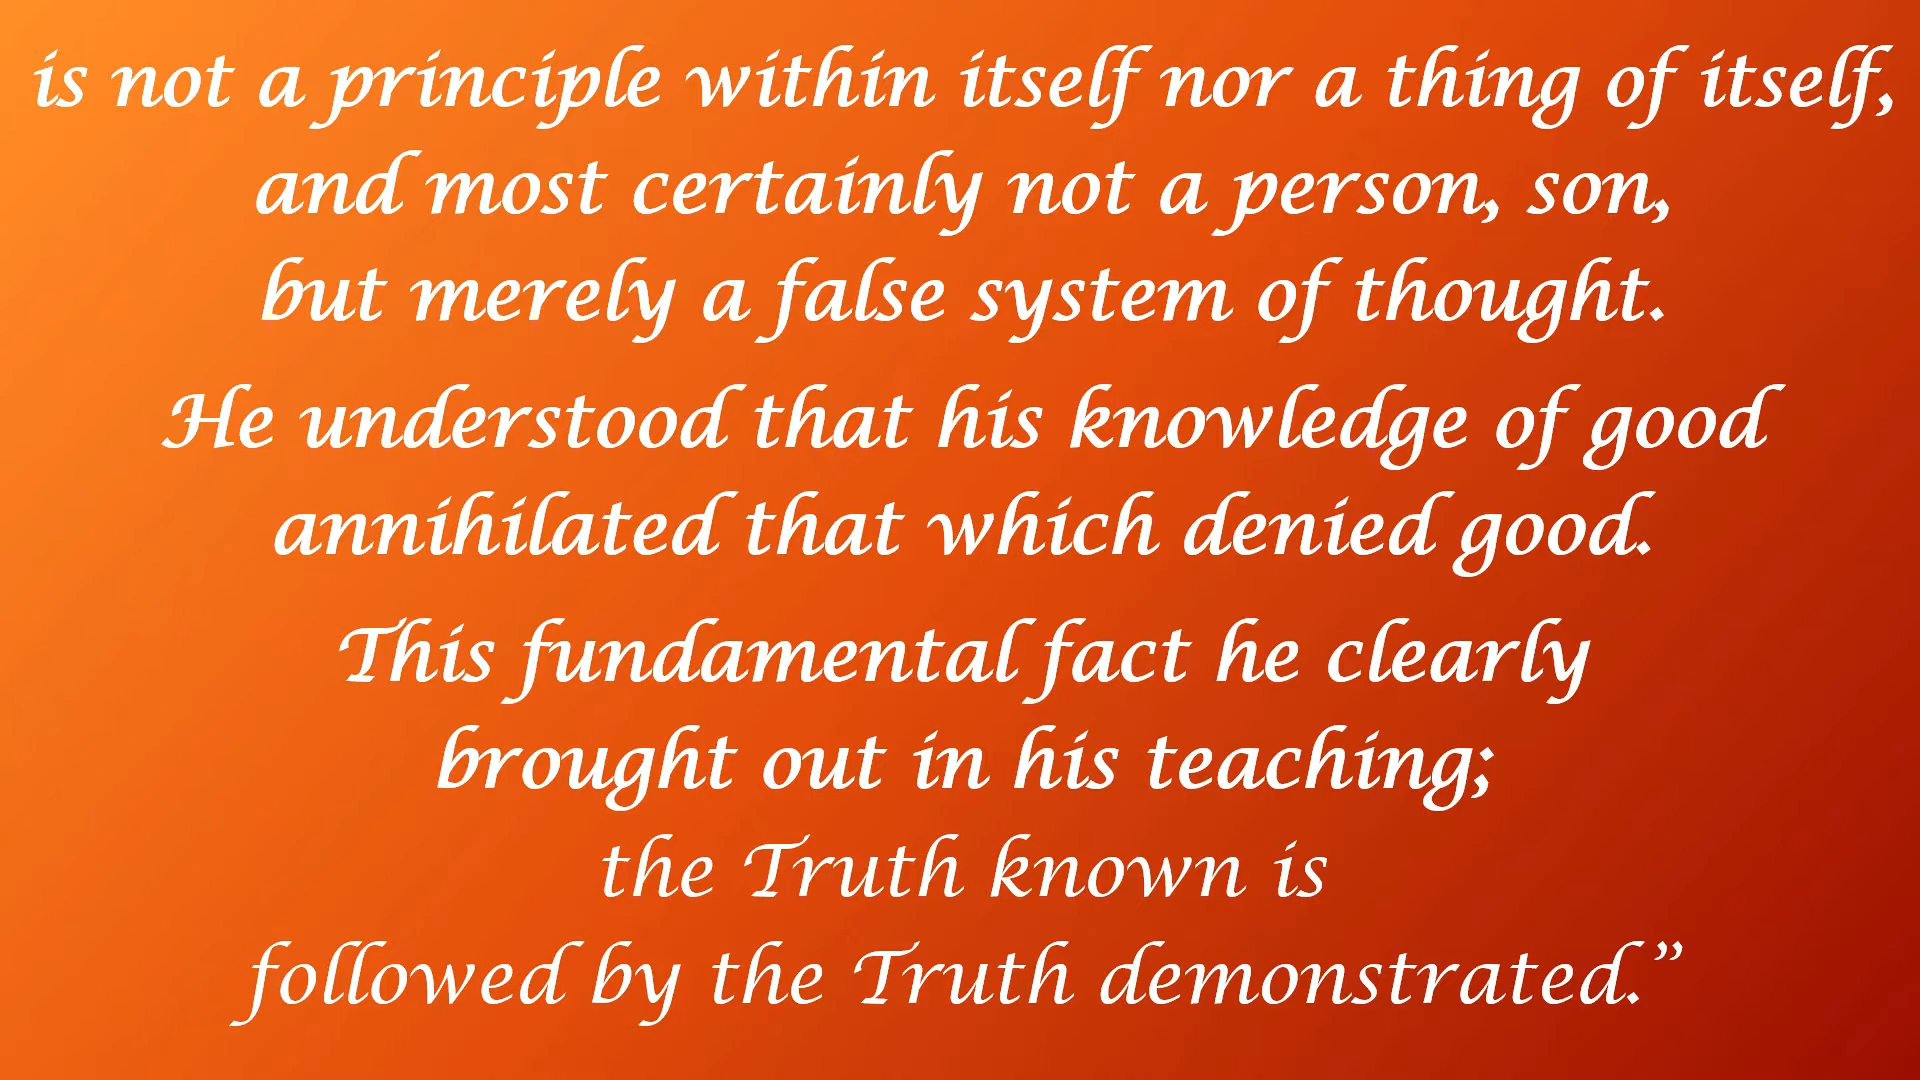 is not a principle within itself nor a thing of itself,
and most certainly not a person, son,
but merely a false system of thought.
He understood that his knowledge of good
annihilated that which denied good.
This fundamental fact he clearly
brought out in his teaching;
the Truth known is
followed by the Truth demonstrated.”